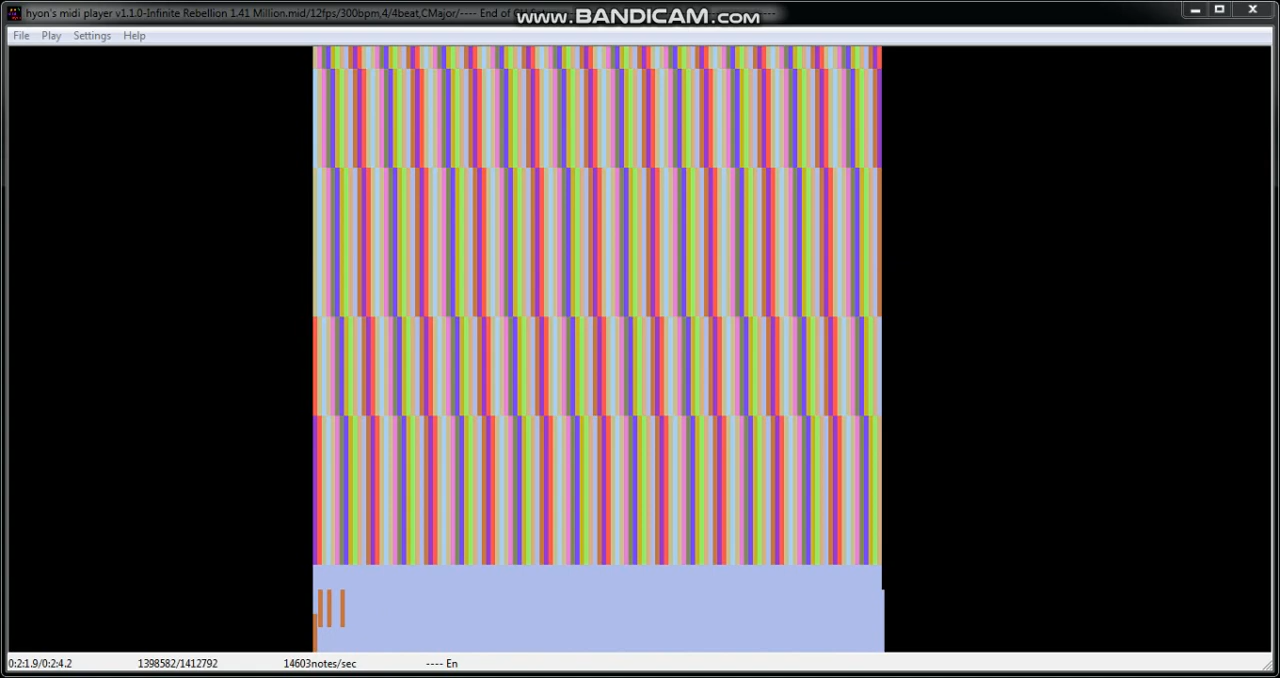 hyon's midi player v1.1.0-Infinite Rebellion 1.41 Million.mid/12fps/300bpm,4/4beat,CMajor/---- End of
www.BANDICAM.com
File Play Settings Help
0:2:1.9/0:2:4.2 1398582/1412792 14603notes/sec ---- En